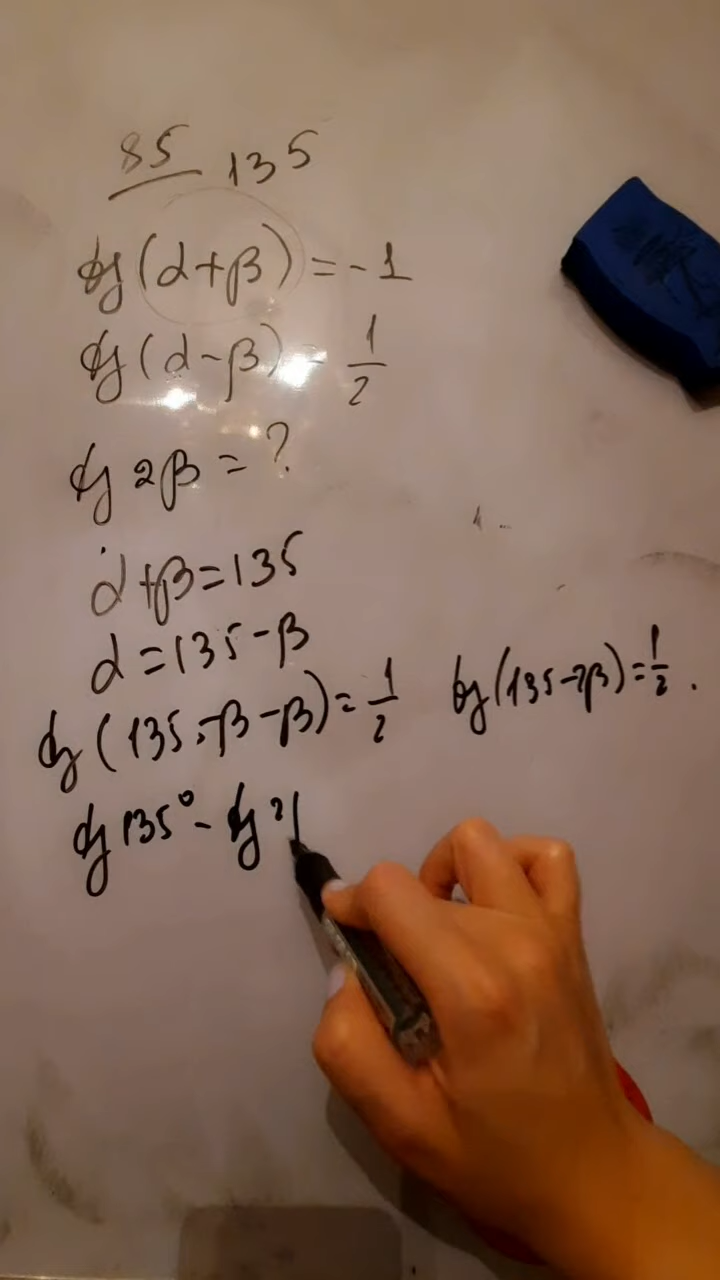 85 135
tg(α+β)=-1
tg(α-β)=1/2
tg 2β=?
α+β=135
α=135-β
tg(135-β-β)=1/2 tg(135-2β)=1/2.
tg 135°- tg 2